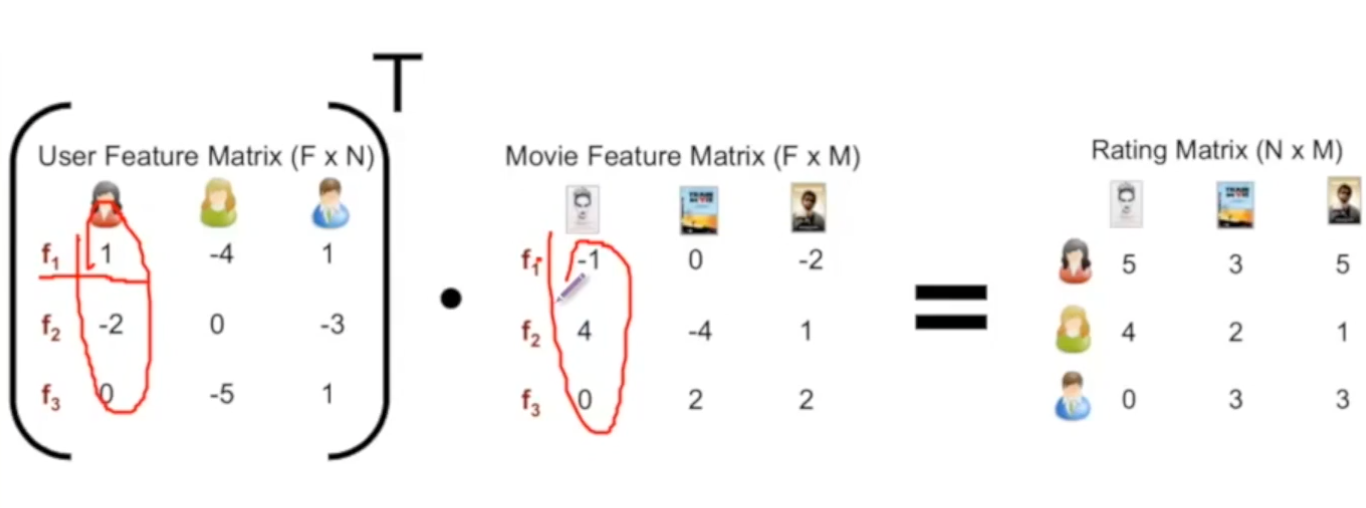 T
User Feature Matrix (F x N)
Movie Feature Matrix (F x M)
Rating Matrix (N x M)
f1 1 -4 1
f2 -2 0 -3
f3 0 -5 1
•
f1 -1 0 -2
f2 4 -4 1
f3 0 2 2
=
5 3 5
4 2 1
0 3 3